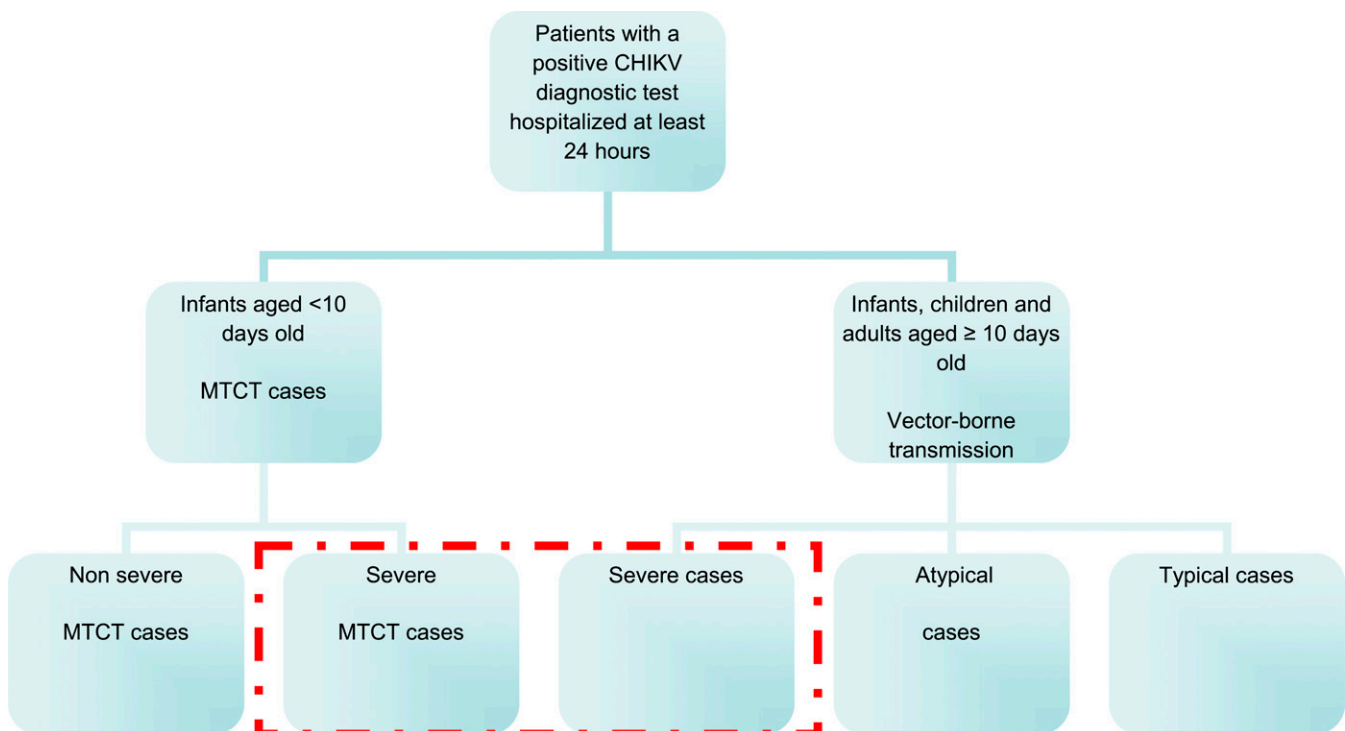 Patients with a
positive CHIKV
diagnostic test
hospitalized at least
24 hours
Infants aged <10
days old
MTCT cases
Infants, children and
adults aged ≥ 10 days
old
Vector-borne
transmission
Non severe
MTCT cases
Severe
MTCT cases
Severe cases
Atypical
cases
Typical cases